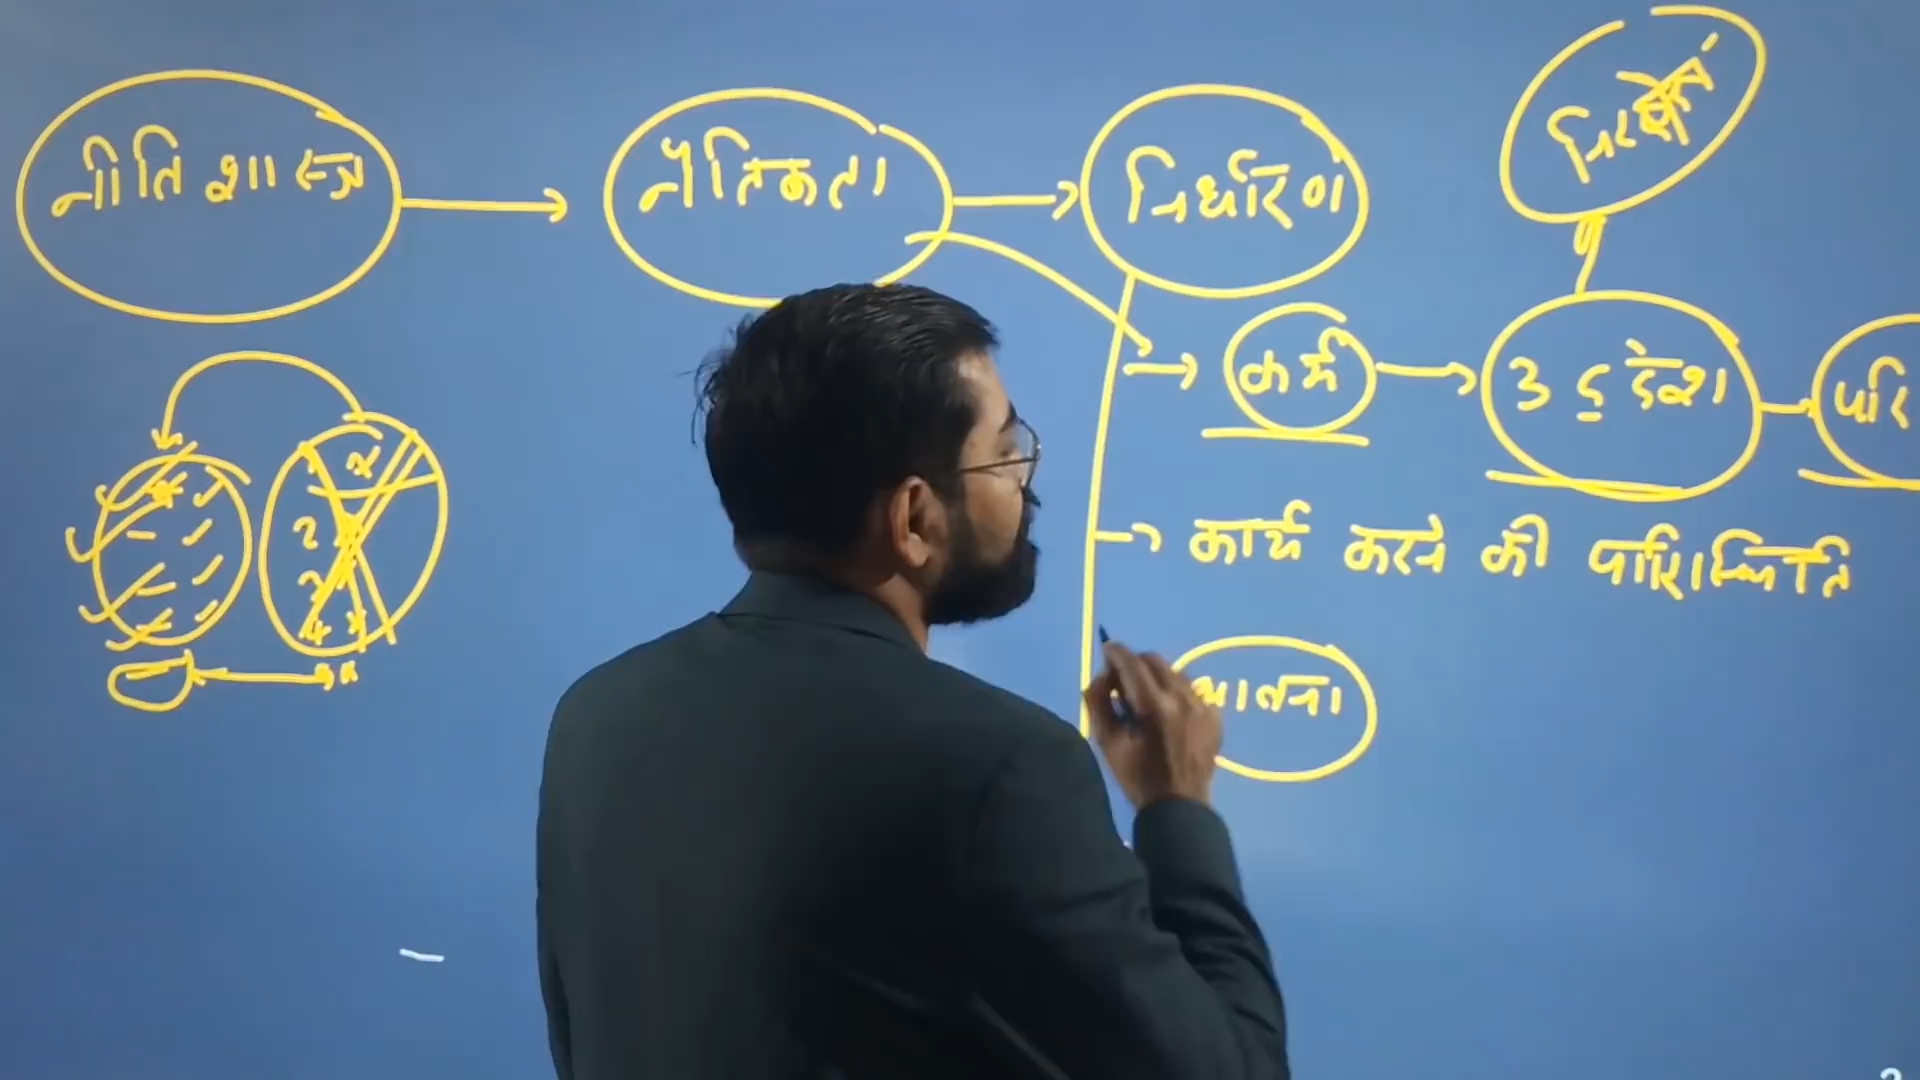 नीतिशास्त्र
नैतिकता
निर्धारण
कर्म
उद्देश्य
परि
कार्य करने की परिस्थिति
भावना